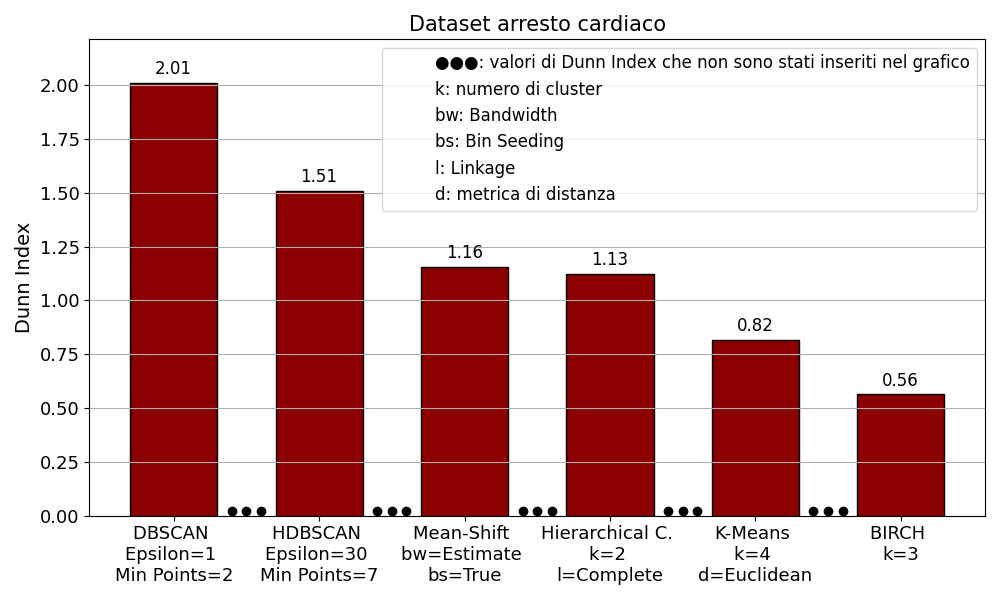 Dataset arresto cardiaco
●●●: valori di Dunn Index che non sono stati inseriti nel grafico
k: numero di cluster
bw: Bandwidth
bs: Bin Seeding
l: Linkage
d: metrica di distanza
Dunn Index
2.00
1.75
1.50
1.25
1.00
0.75
0.50
0.25
0.00
2.01
1.51
1.16
1.13
0.82
0.56
DBSCAN
Epsilon=1
Min Points=2
HDBSCAN
Epsilon=30
Min Points=7
Mean-Shift
bw=Estimate
bs=True
Hierarchical C.
k=2
l=Complete
K-Means
k=4
d=Euclidean
BIRCH
k=3